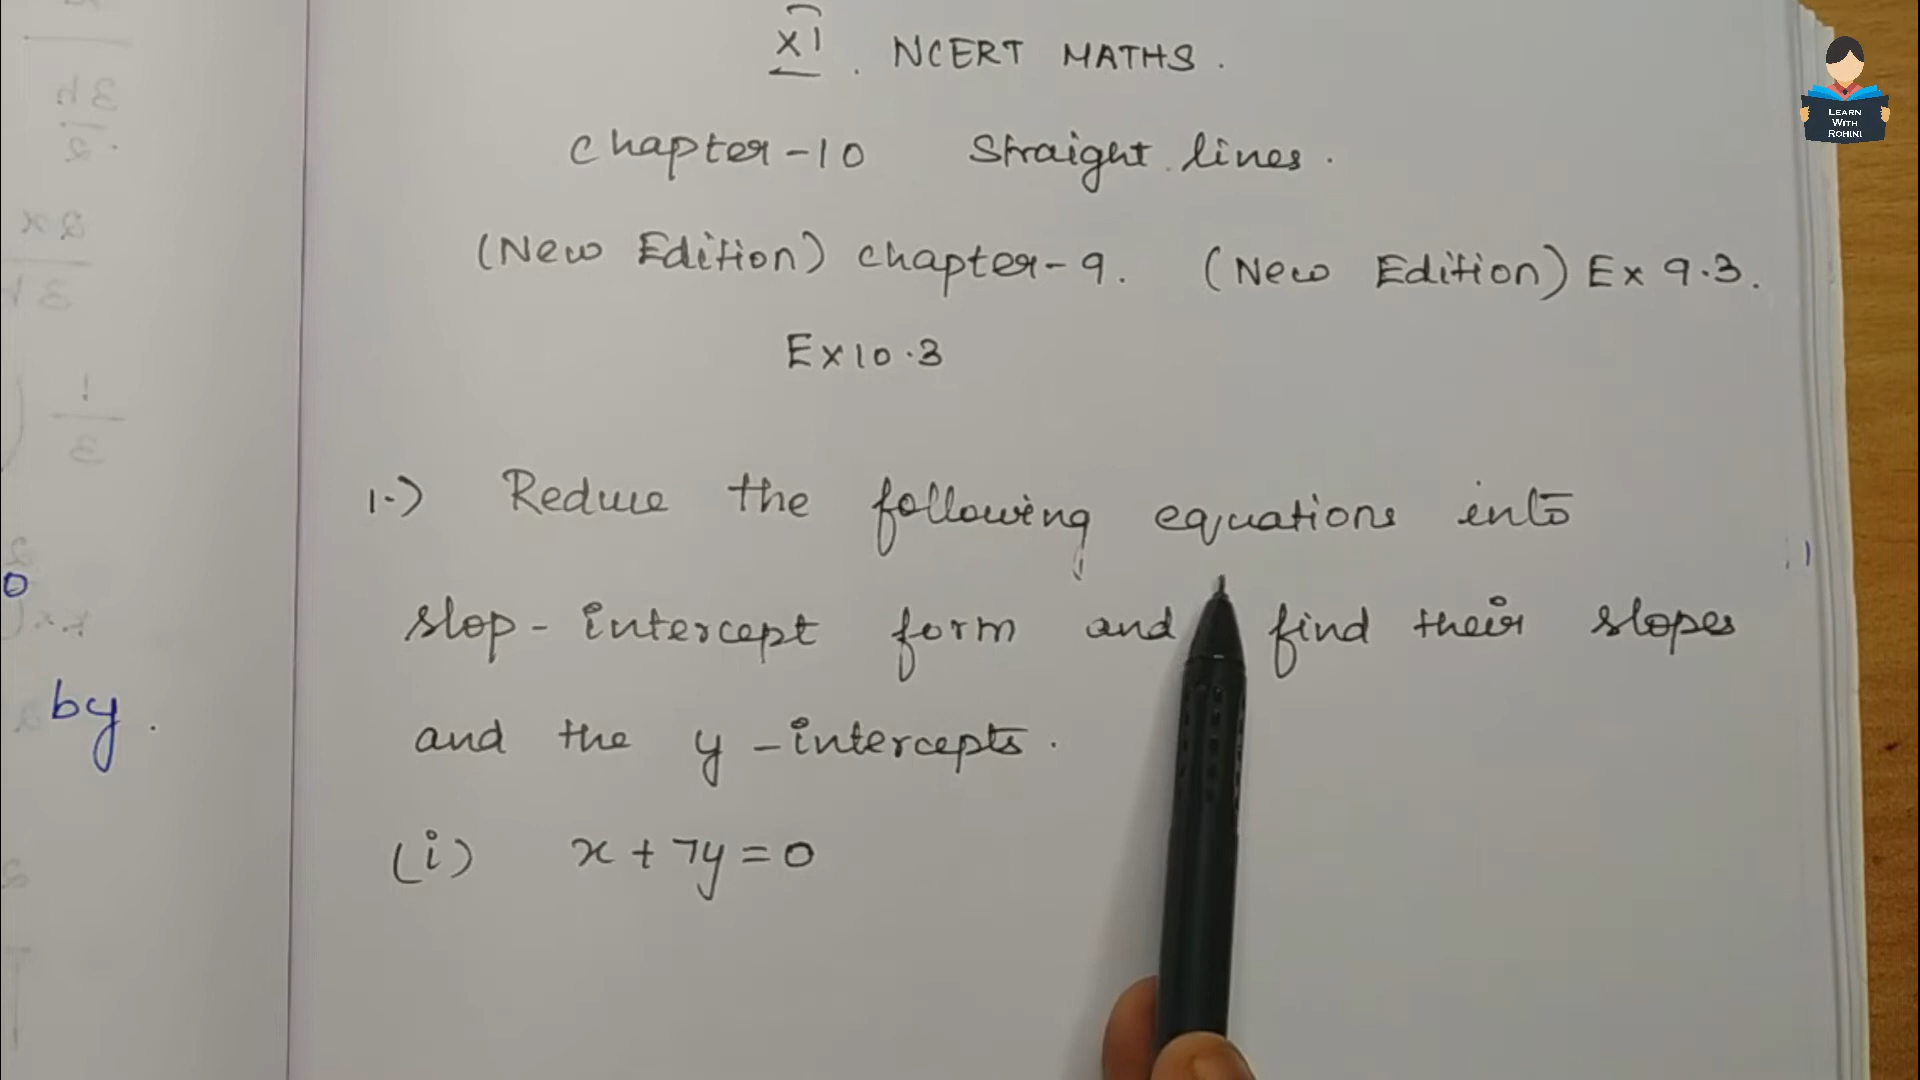 XI . NCERT MATHS .
Chapter-10 Straight lines .
(New Edition) Chapter-9. (New Edition) Ex 9.3.
Ex 10.3
1.) Reduce the following equations into
slop-intercept form and find their slopes
and the y-intercepts.
(i) x+7y=0
by .
LEARN
WITH
ROHINI